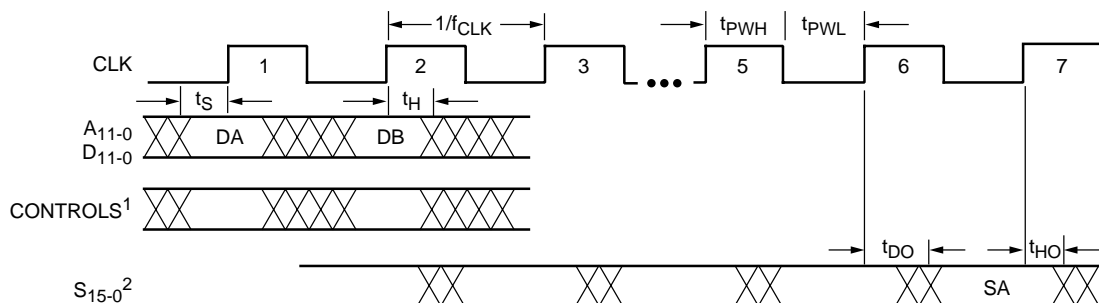 1/fCLK tPWH tPWL
CLK 1 2 3 5 6 7
tS tH
A11-0 DA DB
D11-0
CONTROLS1
tDO tHO
S15-02 SA